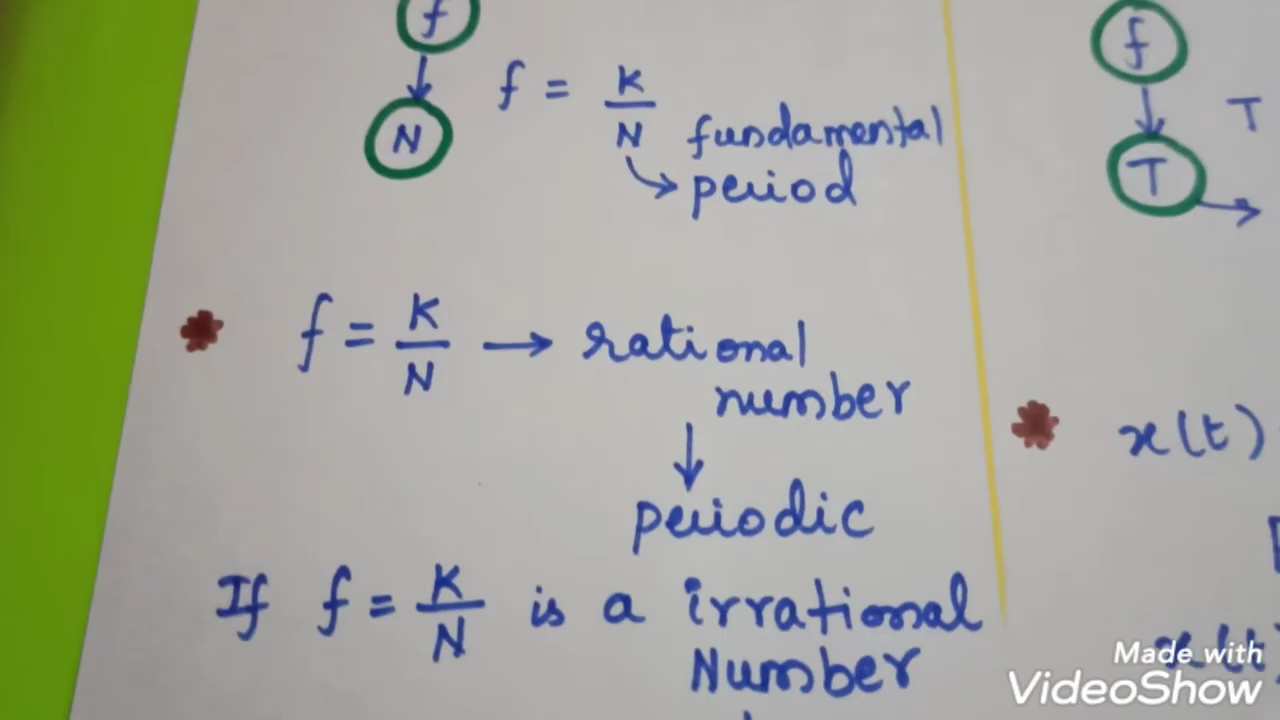 f
N
f = K/N
fundamental
period
f = K/N → rational
number
periodic
If f = K/N is a irrational
Number
f
T
T
x(t)
x(t)
Made with
VideoShow